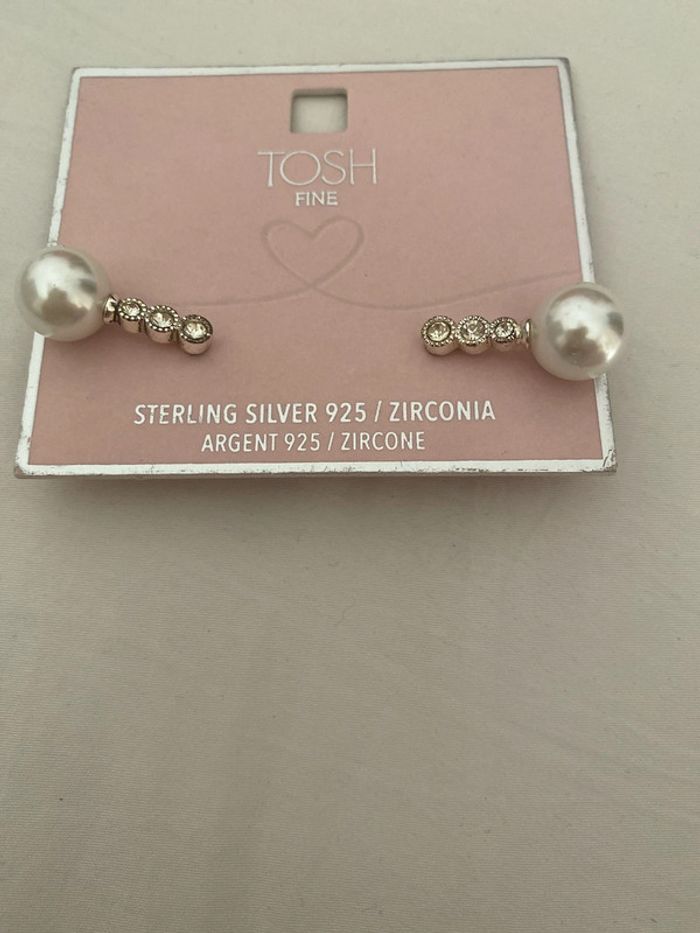 TOSH
FINE
STERLING SILVER 925 / ZIRCONIA
ARGENT 925 / ZIRCONE